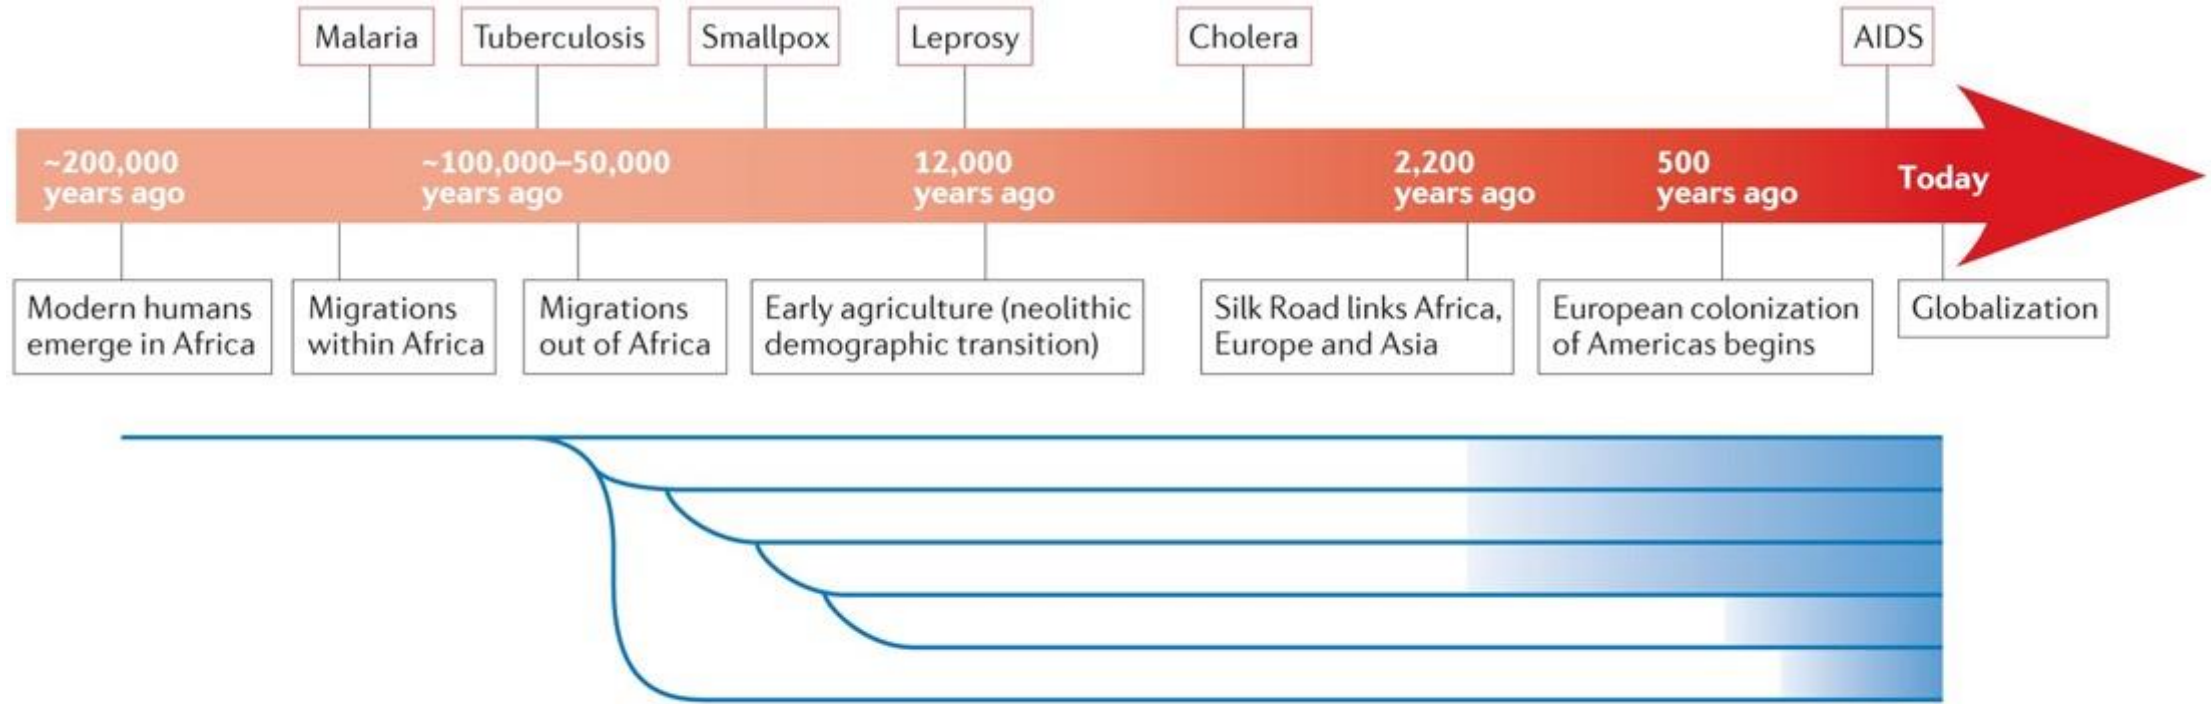 Malaria
Tuberculosis
Smallpox
Leprosy
Cholera
AIDS
~200,000
years ago
~100,000–50,000
years ago
12,000
years ago
2,200
years ago
500
years ago
Today
Modern humans
emerge in Africa
Migrations
within Africa
Migrations
out of Africa
Early agriculture (neolithic
demographic transition)
Silk Road links Africa,
Europe and Asia
European colonization
of Americas begins
Globalization